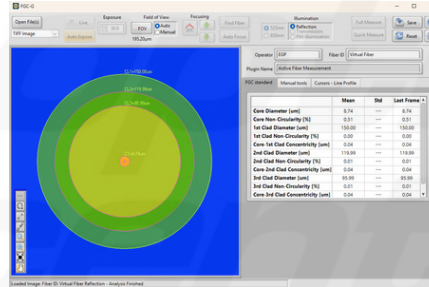 FGC-G
Open File(s)
TIFF Image
Live
Auto Expose
Exposure
Field of View
FOV
Auto
Manual
195.20µm
Focusing
Find Fiber
Auto Focus
Illumination
Reflection
Transmission
Full Measure
Quick Measure
Save
Reset
Operator EGP Fiber ID Virtual Fiber
Plugin Name Active Fiber Measurement
FGC standard Manual tools Cursors - Line Profile
Mean Std Last Frame
Core Diameter [um] 8.74 --- 8.74
Core Non-Circularity [%] 0.51 --- 0.51
1st Clad Diameter [um] 150.00 --- 150.00
1st Clad Non-Circularity [%] 0.00 --- 0.00
Core-1st Clad Concentricity [um] 0.04 --- 0.04
2nd Clad Diameter [um] 119.99 --- 119.99
2nd Clad Non Circularity [%] 0.01 --- 0.01
Core-2nd Clad Concentricity [um] 0.04 --- 0.04
3rd Clad Diameter [um] 95.99 --- 95.99
3rd Clad Non Circularity [%] 0.01 --- 0.01
Core-3rd Clad Concentricity [um] 0.04 --- 0.04
Loaded Image: Fiber ID: Virtual Fiber Reflection - Analysis Finished